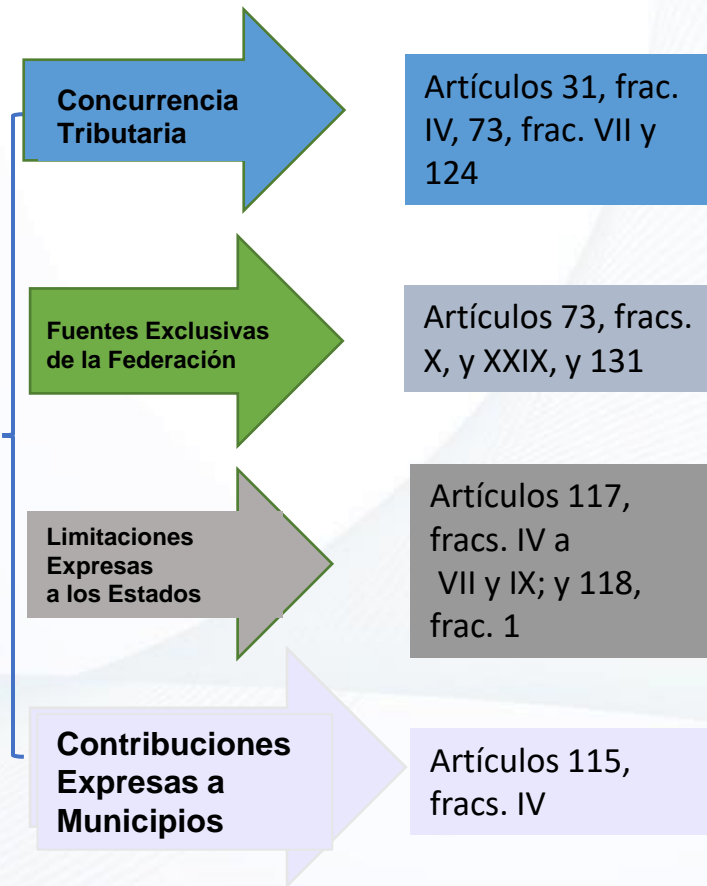 Concurrencia
Tributaria
Artículos 31, frac.
IV, 73, frac. VII y
124
Fuentes Exclusivas
de la Federación
Artículos 73, fracs.
X, y XXIX, y 131
Limitaciones
Expresas
a los Estados
Artículos 117,
fracs. IV a
VII y IX; y 118,
frac. 1
Contribuciones
Expresas a
Municipios
Artículos 115,
fracs. IV